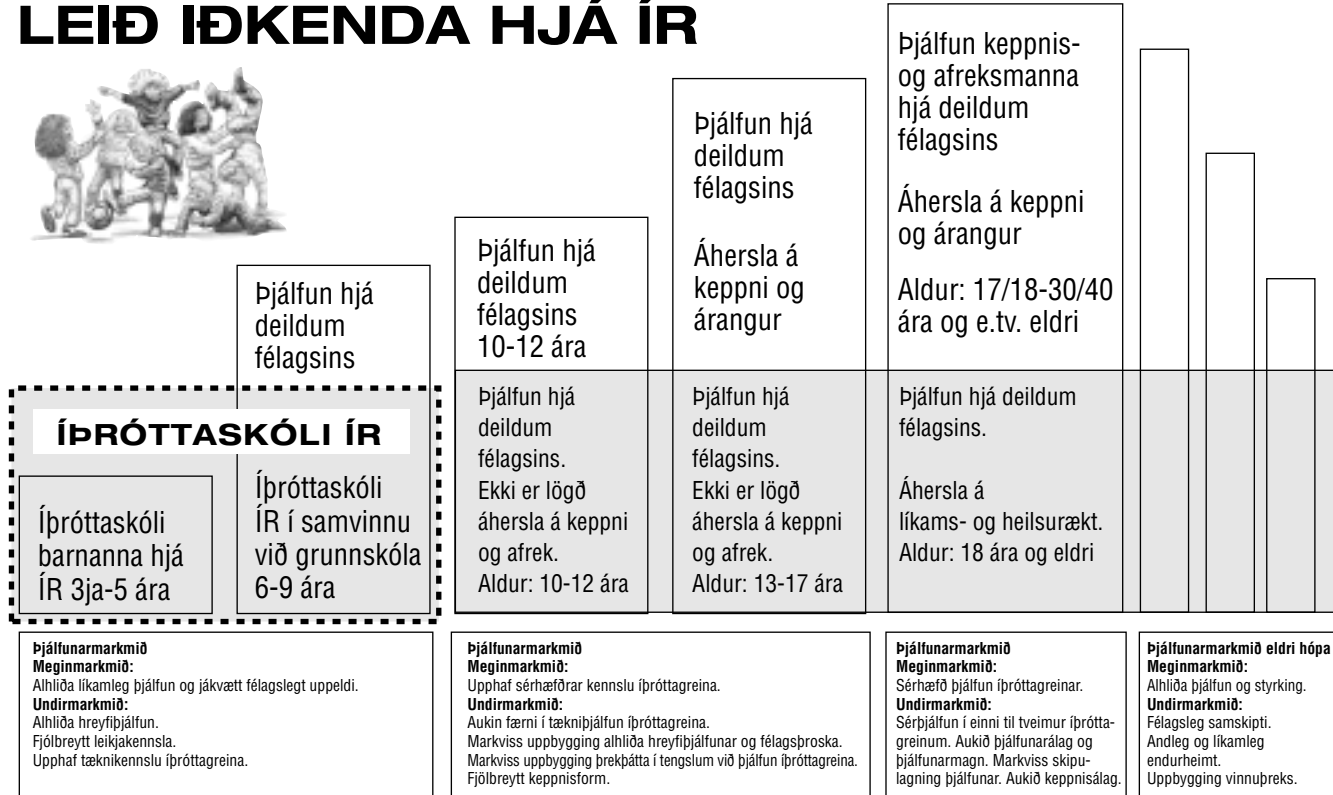 LEIÐ IÐKENDA HJÁ ÍR
Þjálfun hjá
deildum
félagsins
ÍÞRÓTTASKÓLI ÍR
Íþróttaskóli
barnanna hjá
ÍR 3ja-5 ára
Íþróttaskóli
ÍR í samvinnu
við grunnskóla
6-9 ára
Þjálfun hjá
deildum
félagsins
10-12 ára
Þjálfun hjá
deildum
félagsins.
Ekki er lögð
áhersla á keppni
og afrek.
Aldur: 10-12 ára
Þjálfun hjá
deildum
félagsins
Áhersla á
keppni og
árangur
Þjálfun hjá
deildum
félagsins.
Ekki er lögð
áhersla á keppni
og afrek.
Aldur: 13-17 ára
Þjálfun keppnis-
og afreksmanna
hjá deildum
félagsins
Áhersla á keppni
og árangur
Aldur: 17/18-30/40
ára og e.tv. eldri
Þjálfun hjá deildum
félagsins.
Áhersla á
líkams- og heilsurækt.
Aldur: 18 ára og eldri
Þjálfunarmarkmið
Meginmarkmið:
Alhliða líkamleg þjálfun og jákvætt félagslegt uppeldi.
Undirmarkmið:
Alhliða hreyfiþjálfun.
Fjölbreytt leikjakennsla.
Upphaf tæknikennslu íþróttagreina.
Þjálfunarmarkmið
Meginmarkmið:
Upphaf sérhæfðrar kennslu íþróttagreina.
Undirmarkmið:
Aukin færni í tækniþjálfun íþróttagreina.
Markviss uppbygging alhliða hreyfiþjálfunar og félagsþroska.
Markviss uppbygging þrekþátta í tengslum við þjálfun íþróttagreina.
Fjölbreytt keppnisform.
Þjálfunarmarkmið
Meginmarkmið:
Sérhæfð þjálfun íþróttagreinar.
Undirmarkmið:
Sérþjálfun í einni til tveimur íþrótta-
greinum. Aukið þjálfunarálag og
þjálfunarmagn. Markviss skipu-
lagning þjálfunar. Aukið keppnisálag.
Þjálfunarmarkmið eldri hópa
Meginmarkmið:
Alhliða þjálfun og styrking.
Undirmarkmið:
Félagsleg samskipti.
Andleg og líkamleg
endurheimt.
Uppbygging vinnuþreks.